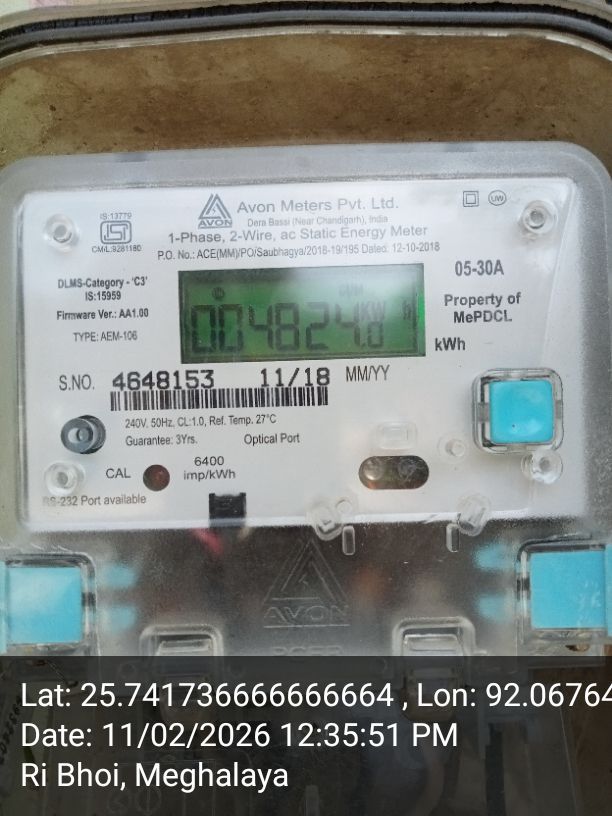 Avon Meters Pvt. Ltd.
AVON
Dera Bassi (Near Chandigarh), India
IS:13779
ISI
CM/L:9281180
UW
1-Phase, 2-Wire, ac Static Energy Meter
P.O. No.: ACE(MM)/PO/Saubhagya/2018-19/195 Dated: 12-10-2018
DLMS-Category - 'C3'
IS:15959
Firmware Ver.: AA1.00
TYPE: AEM-106
004824.0
KW
05-30A
Property of
MePDCL
kWh
S.NO. 4648153 11/18 MM/YY
240V, 50Hz, CL:1.0, Ref. Temp. 27°C
Guarantee: 3Yrs. Optical Port
CAL
6400
imp/kWh
RS-232 Port available
AVON
Lat: 25.741736666666664 , Lon: 92.06764
Date: 11/02/2026 12:35:51 PM
Ri Bhoi, Meghalaya